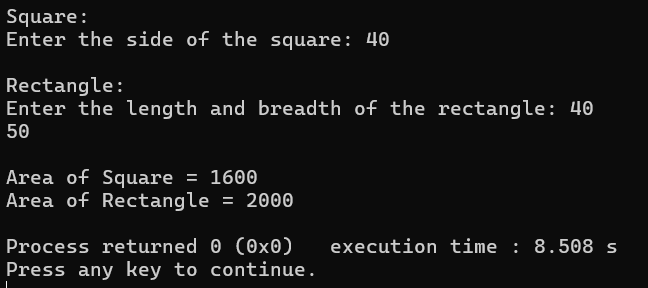 Square:
Enter the side of the square: 40
Rectangle:
Enter the length and breadth of the rectangle: 40
50
Area of Square = 1600
Area of Rectangle = 2000
Process returned 0 (0x0)   execution time : 8.508 s
Press any key to continue.